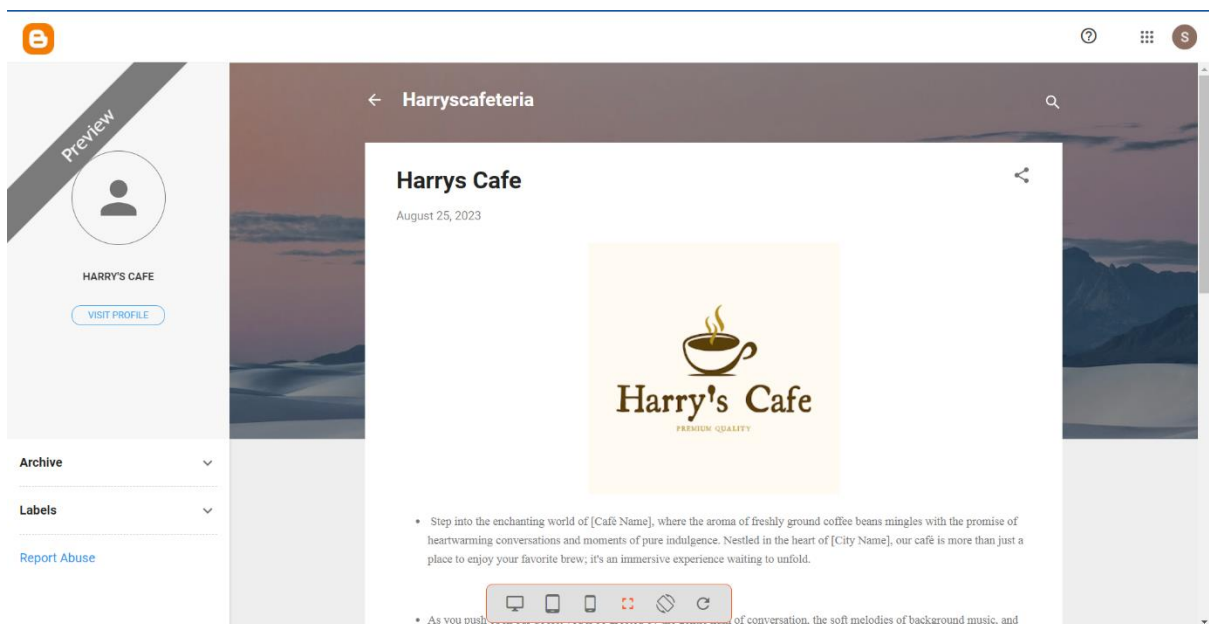 S
Preview
Harryscafeteria
Harrys Cafe
August 25, 2023
HARRY'S CAFE
VISIT PROFILE
Harry's Cafe
PREMIUM QUALITY
Archive
Labels
Report Abuse
• Step into the enchanting world of [Café Name], where the aroma of freshly ground coffee beans mingles with the promise of
heartwarming conversations and moments of pure indulgence. Nestled in the heart of [City Name], our café is more than just a
place to enjoy your favorite brew; it's an immersive experience waiting to unfold.
• As you push of conversation, the soft melodies of background music, and